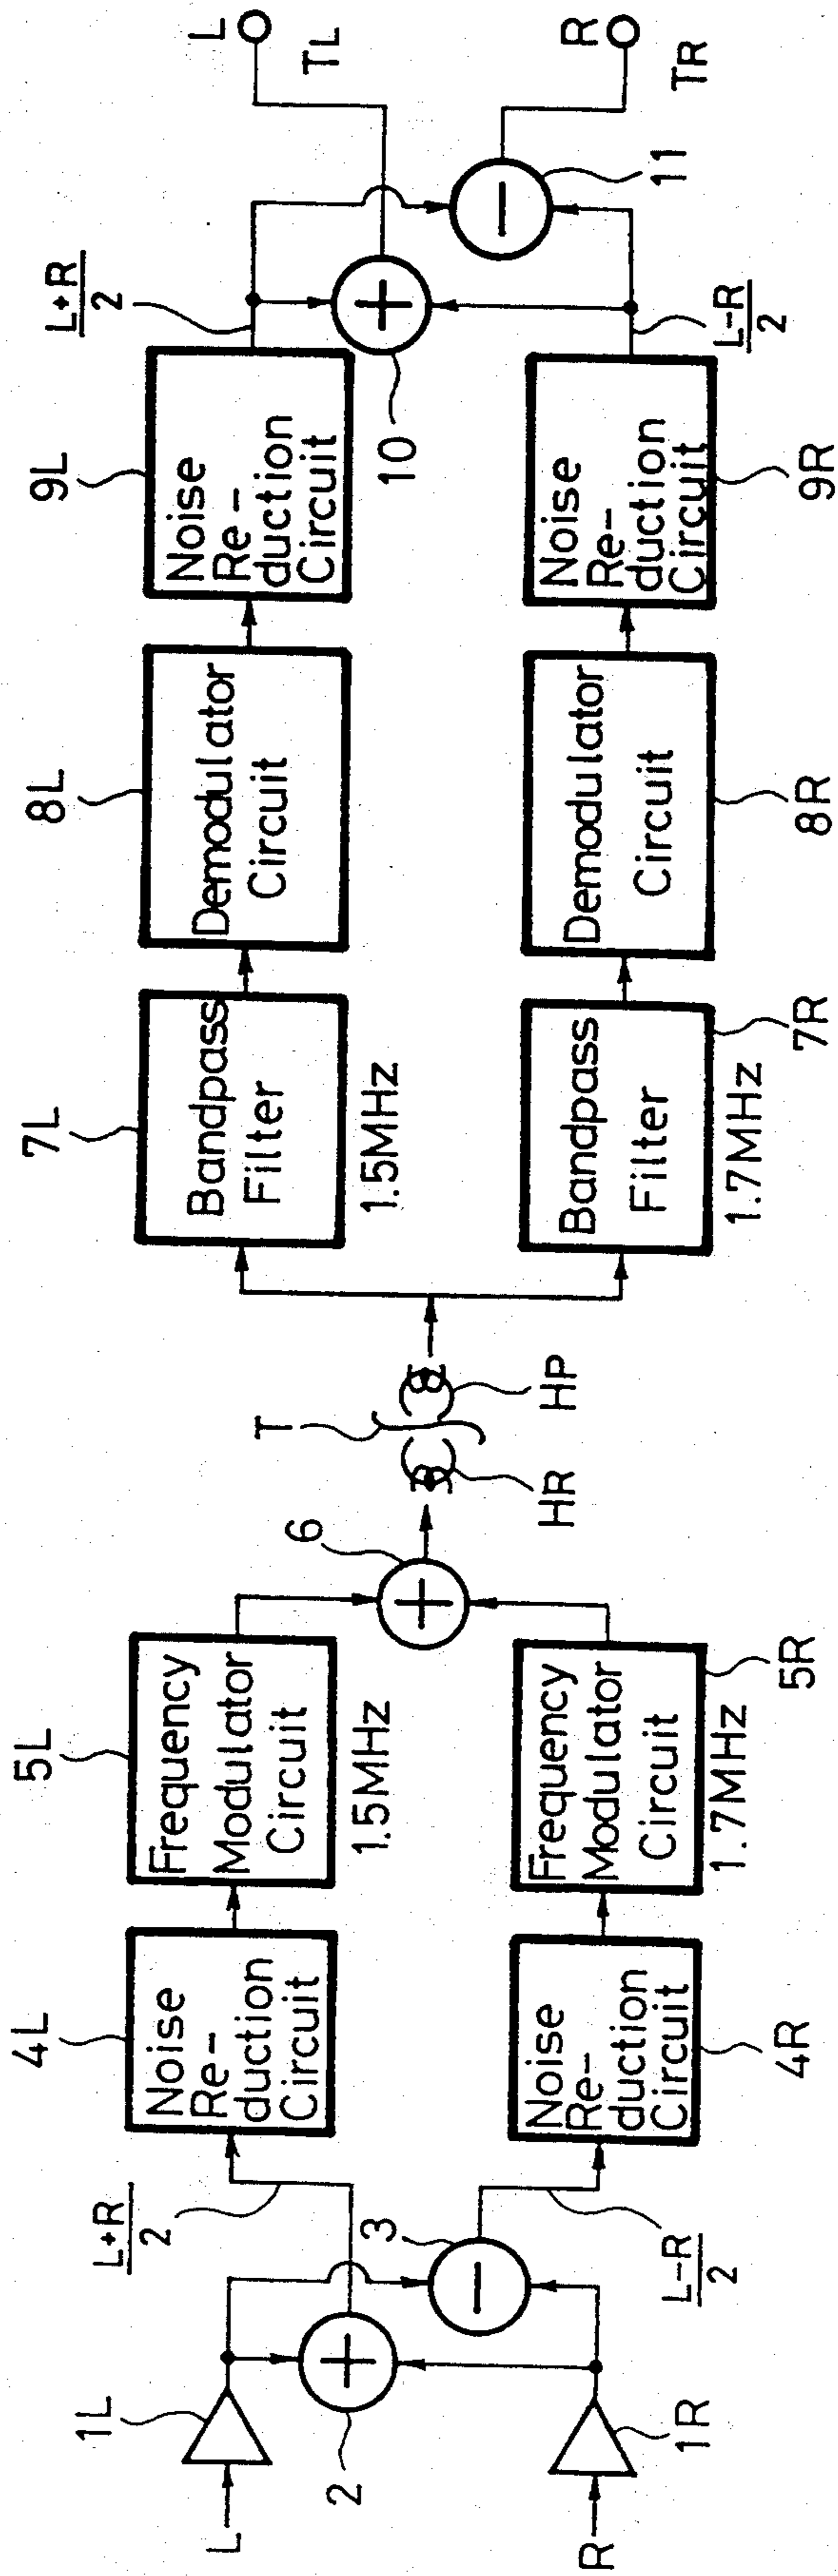 L
1L
2
R
1R
L+R
2
3
L-R
2
4L
Noise
Re-
duction
Circuit
4R
Noise
Re-
duction
Circuit
5L
Frequency
Modulator
Circuit
1.5MHz
5R
Frequency
Modulator
Circuit
1.7MHz
6
T
HR
HP
7L
Bandpass
Filter
1.5MHz
7R
Bandpass
Filter
1.7MHz
8L
Demodulator
Circuit
8R
Demodulator
Circuit
9L
Noise
Re-
duction
Circuit
9R
Noise
Re-
duction
Circuit
L+R
2
10
L-R
2
11
L
TL
R
TR